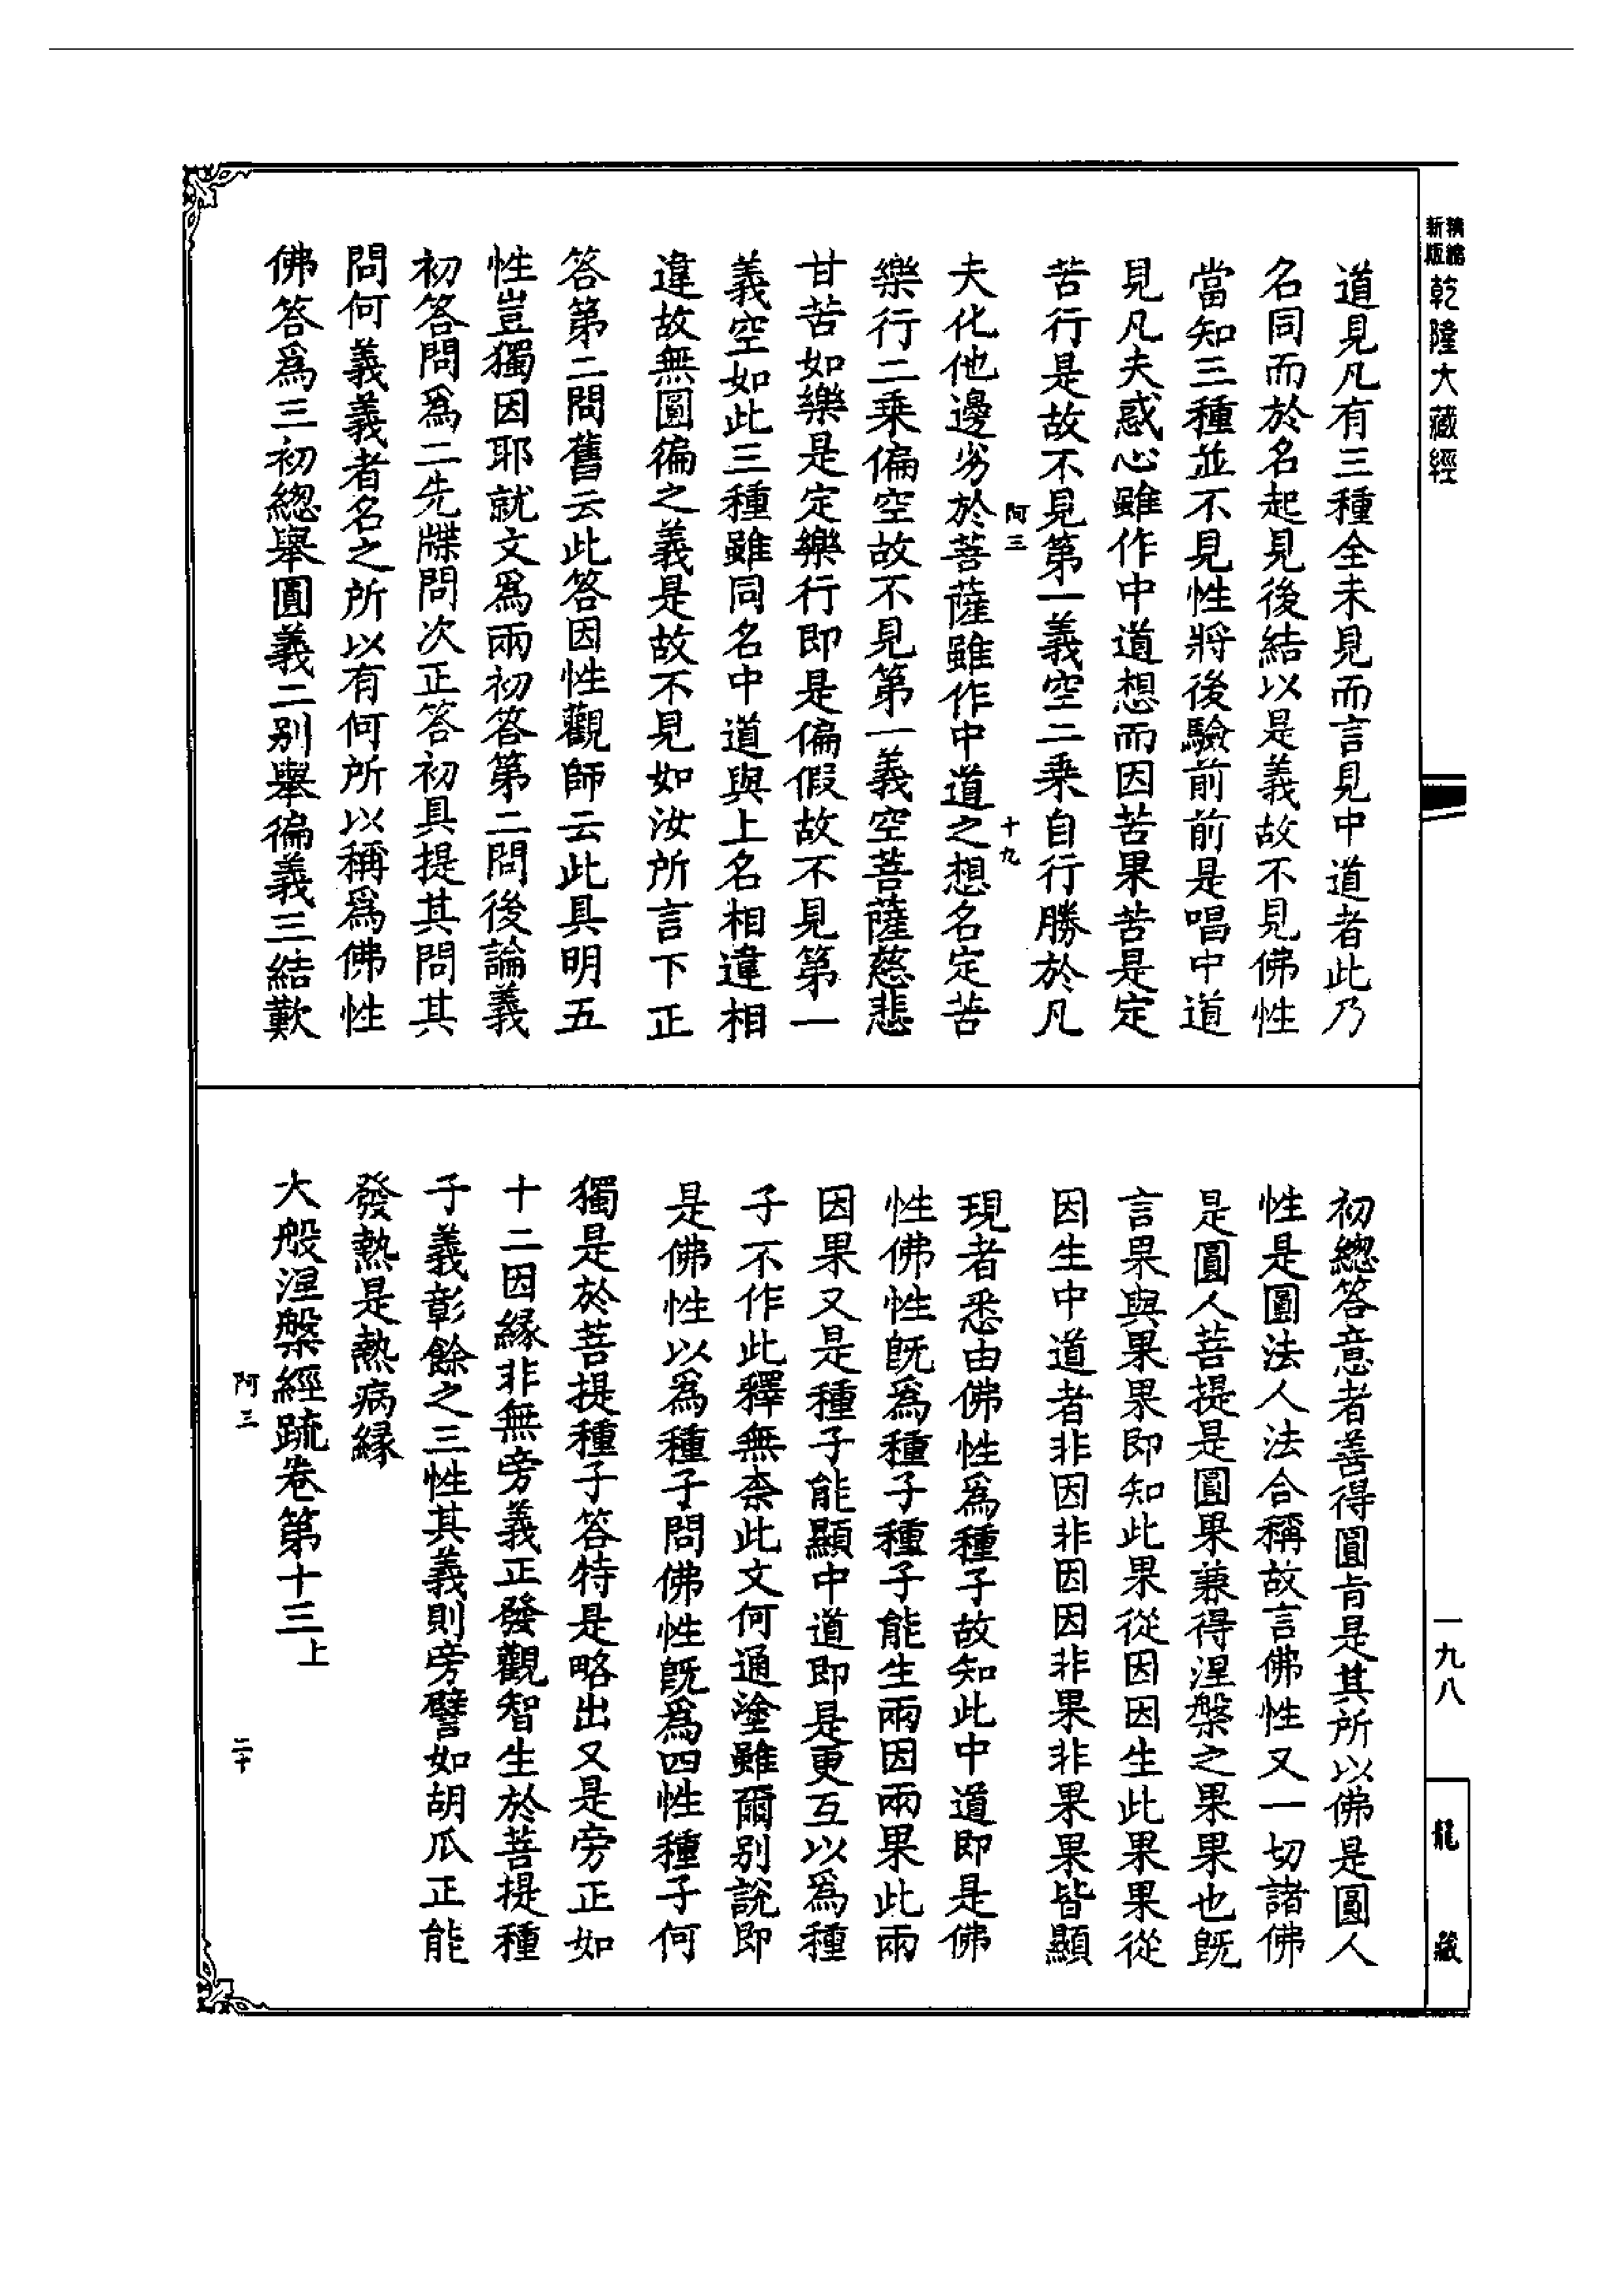 新版精縮乾隆大藏經
道見凡有三種全未見而言見中道者此乃
名同而於名起見後結以是義故不見佛性
當知三種並不見性將後驗前前是唱中道
見凡夫惑心雖作中道想而因苦果苦是定
苦行是故不見第一義空二乘自行勝於凡
阿三
十九
夫化他邊劣於菩薩雖作中道之想名定苦
樂行二乘偏空故不見第一義空菩薩慈悲
甘苦如樂是定樂行即是偏假故不見第一
義空如此三種雖同名中道與上名相違相
違故無圓徧之義是故不見如汝所言下正
答第二問舊云此答因性觀師云此具明五
性豈獨因耶就文爲兩初答第二問後論義
初答問爲二先牒問次正答初具提其問其
問何義義者名之所以有何所以稱爲佛性
佛答爲三初總舉圓義二別舉徧義三結歎
初總答意者善得圓旨是其所以佛是圓人
性是圓法人法合稱故言佛性又一切諸佛
是圓人菩提是圓果兼得涅槃之果果也旣
言果與果果即知此果從因因生此果果從
因生中道者非因非因因非果非果果皆顯
現者悉由佛性爲種子故知此中道即是佛
性佛性旣爲種子種子能生兩因兩果此兩
因果又是種子能顯中道即是更互以爲種
子不作此釋無柰此文何通塗雖爾別說即
是佛性以爲種子問佛性旣爲四性種子何
獨是於菩提種子答特是略出又是旁正如
十二因緣非無旁義正發觀智生於菩提種
子義彰餘之三性其義則旁譬如胡瓜正能
發熱是熱病緣
大般涅槃經疏卷第十三上
阿三
二十
一九八
龍藏